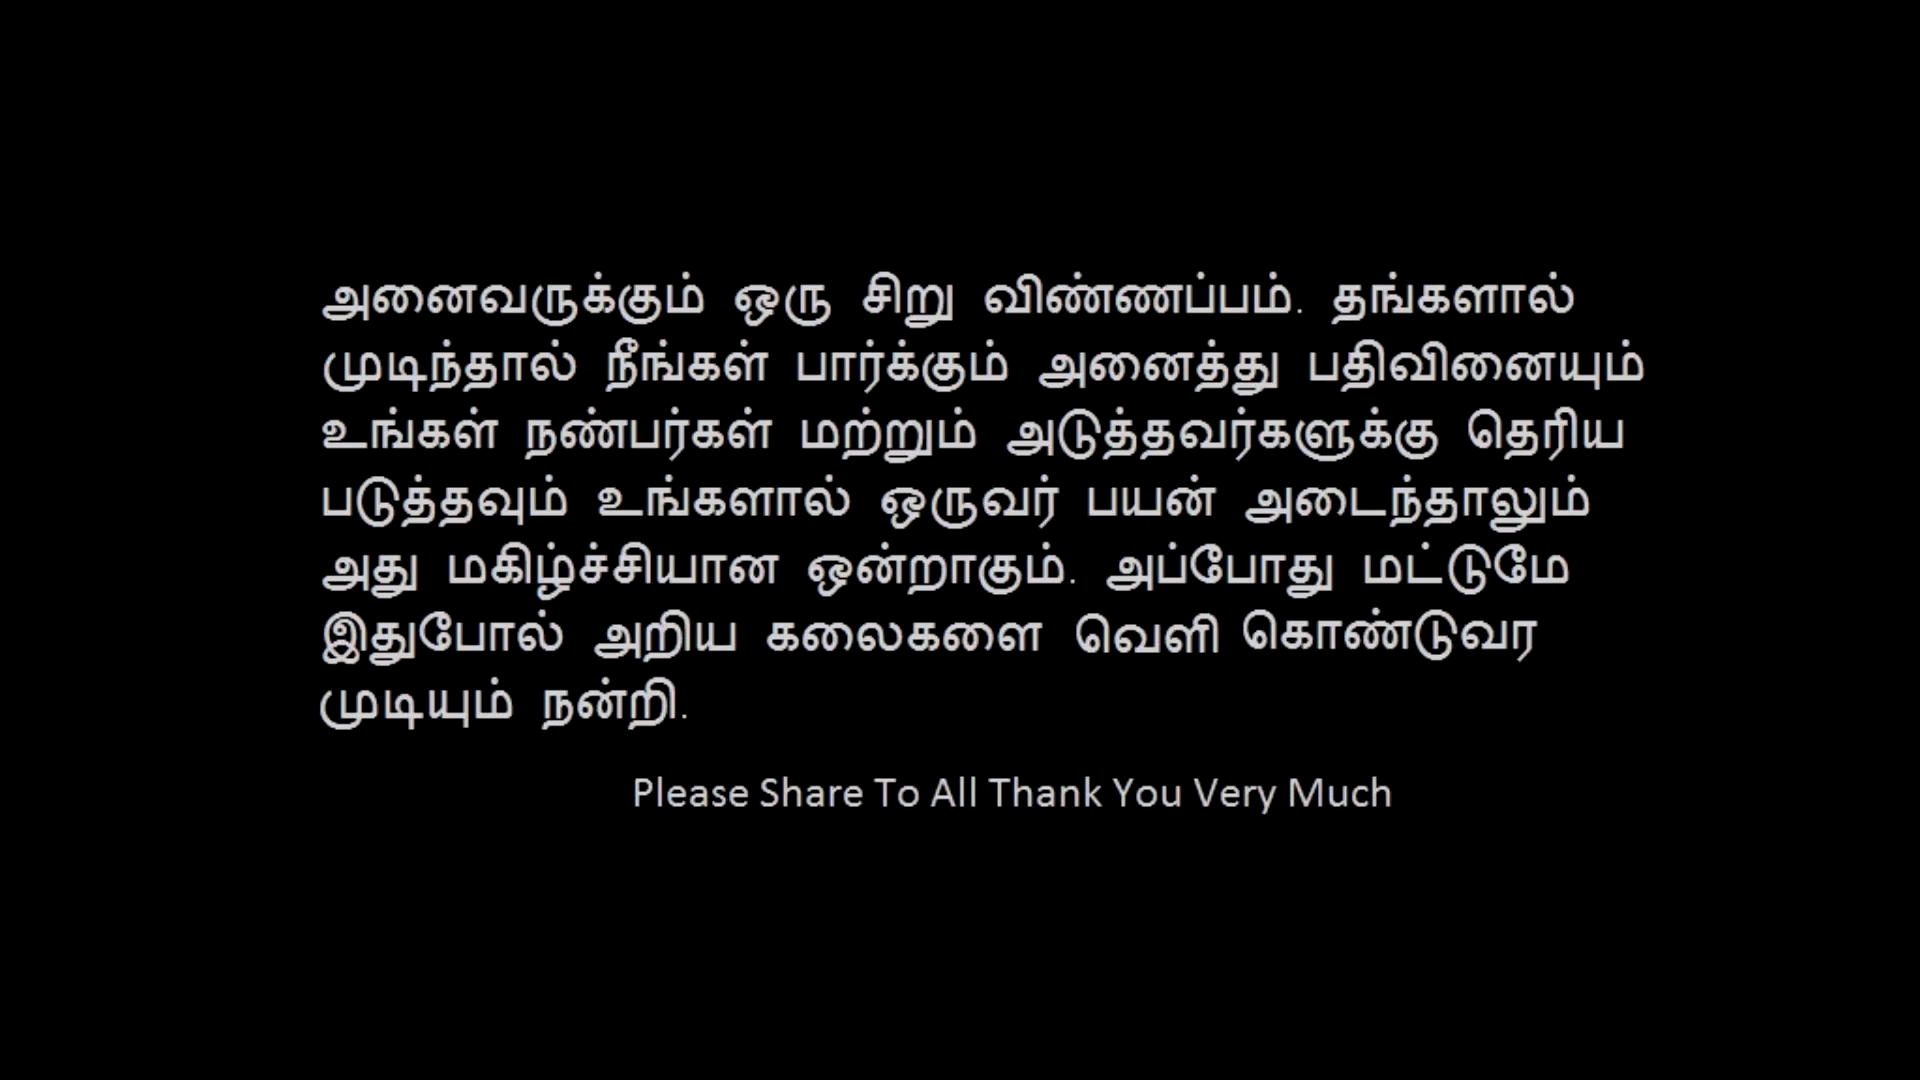 அனைவருக்கும் ஒரு சிறு விண்ணப்பம். தங்களால்
முடிந்தால் நீங்கள் பார்க்கும் அனைத்து பதிவினையும்
உங்கள் நண்பர்கள் மற்றும் அடுத்தவர்களுக்கு தெரிய
படுத்தவும் உங்களால் ஒருவர் பயன் அடைந்தாலும்
அது மகிழ்ச்சியான ஒன்றாகும். அப்போது மட்டுமே
இதுபோல் அறிய கலைகளை வெளி கொண்டுவர
முடியும் நன்றி.
Please Share To All Thank You Very Much